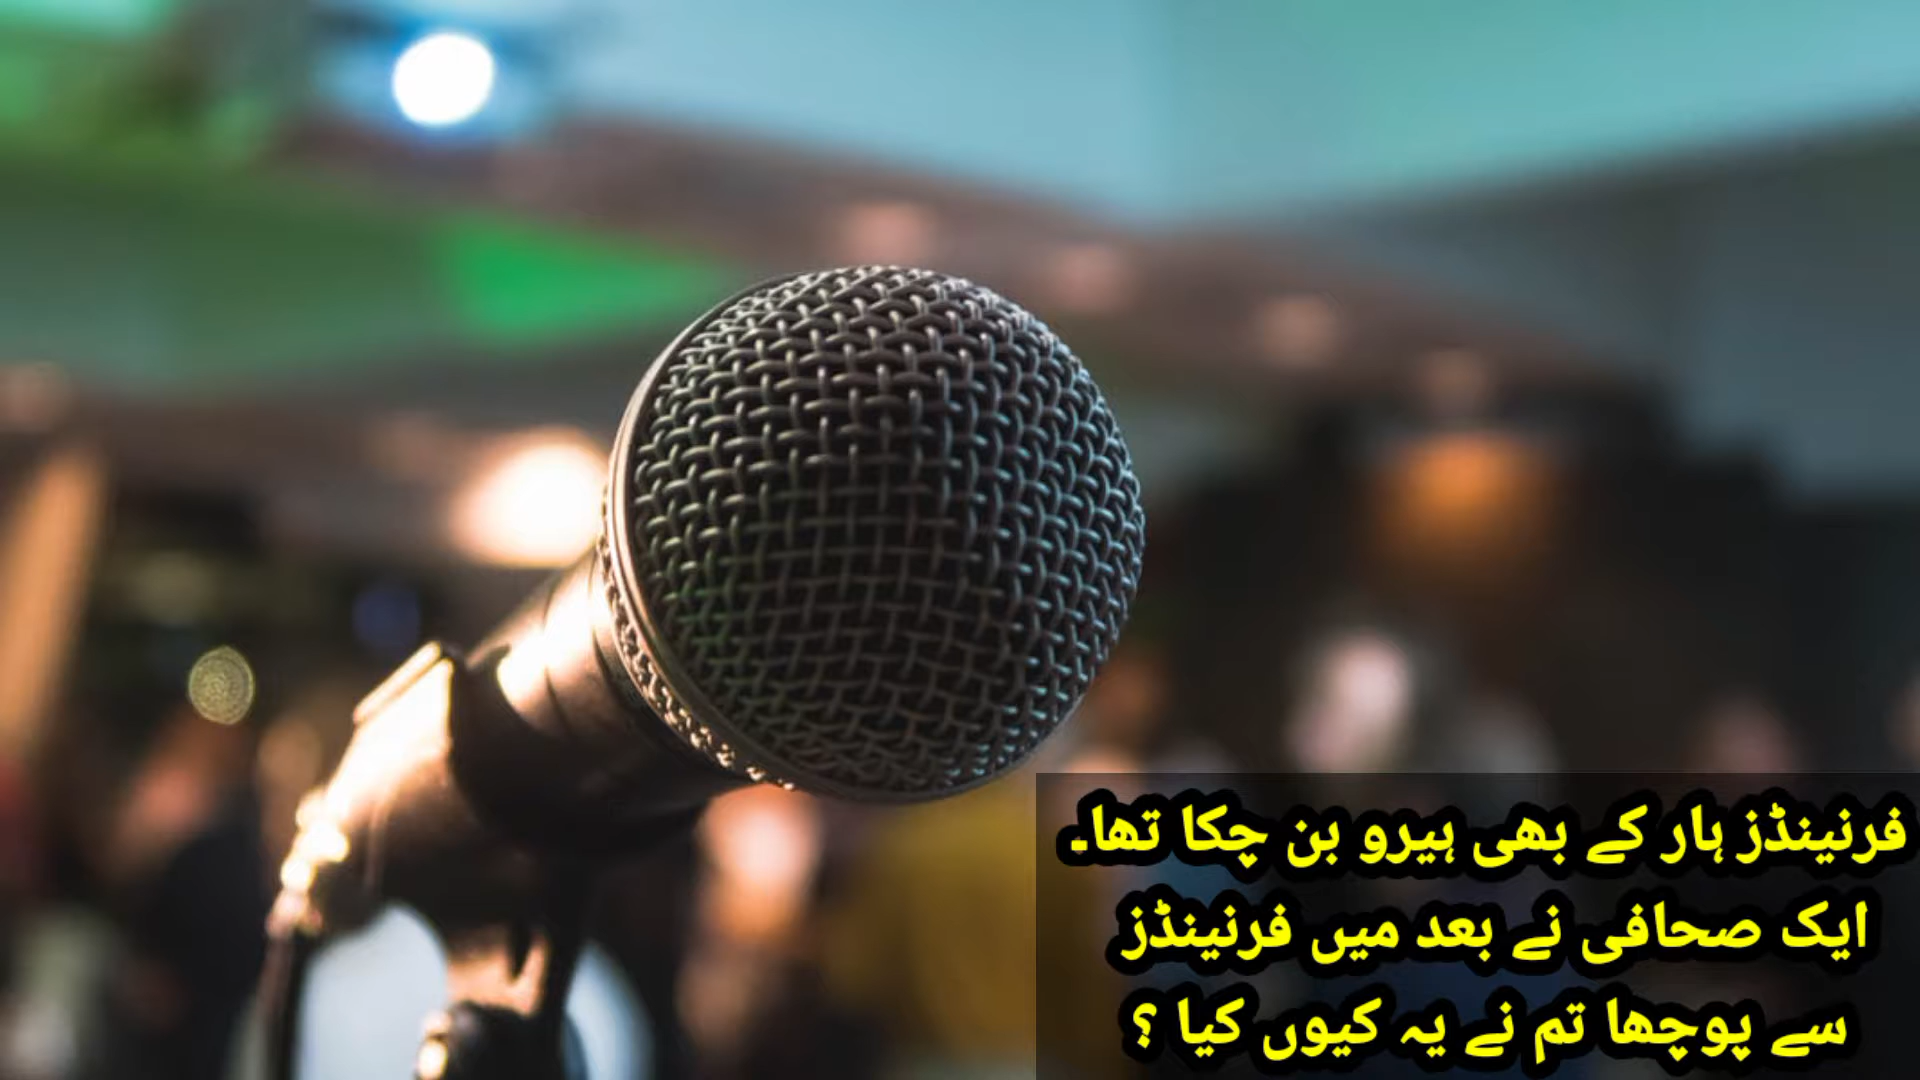 فرنینڈز ہار کے بھی ہیرو بن چکا تھا۔
ایک صحافی نے بعد میں فرنینڈز
سے پوچھا تم نے یہ کیوں کیا ؟